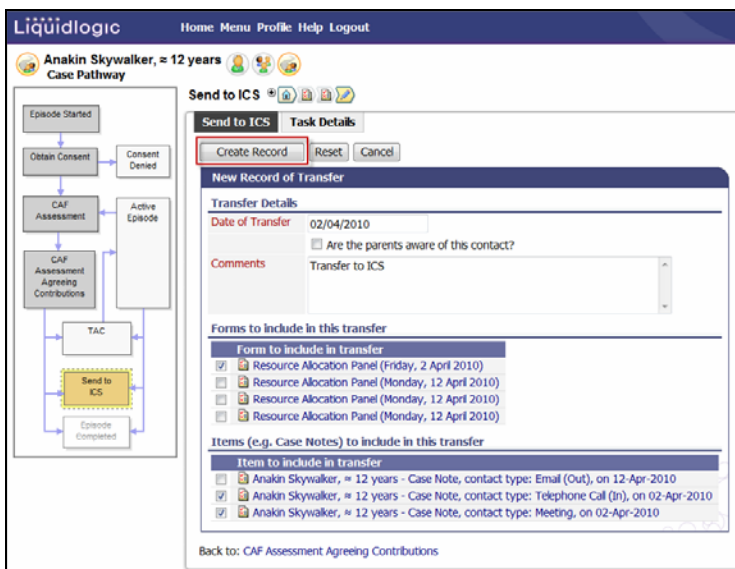 Liquidlogic
Home Menu Profile Help Logout
Anakin Skywalker, ≈ 12 years
Case Pathway
Episode Started
Obtain Consent
Consent
Denied
CAF
Assessment
Active
Episode
CAF
Assessment
Agreeing
Contributions
TAC
Send to
ICS
Episode
Completed
Send to ICS
Send to ICS Task Details
Create Record Reset Cancel
New Record of Transfer
Transfer Details
Date of Transfer 02/04/2010
Are the parents aware of this contact?
Comments Transfer to ICS
Forms to include in this transfer
Form to include in transfer
Resource Allocation Panel (Friday, 2 April 2010)
Resource Allocation Panel (Monday, 12 April 2010)
Resource Allocation Panel (Monday, 12 April 2010)
Resource Allocation Panel (Monday, 12 April 2010)
Items (e.g. Case Notes) to include in this transfer
Item to include in transfer
Anakin Skywalker, ≈ 12 years - Case Note, contact type: Email (Out), on 12-Apr-2010
Anakin Skywalker, ≈ 12 years - Case Note, contact type: Telephone Call (In), on 02-Apr-2010
Anakin Skywalker, ≈ 12 years - Case Note, contact type: Meeting, on 02-Apr-2010
Back to: CAF Assessment Agreeing Contributions